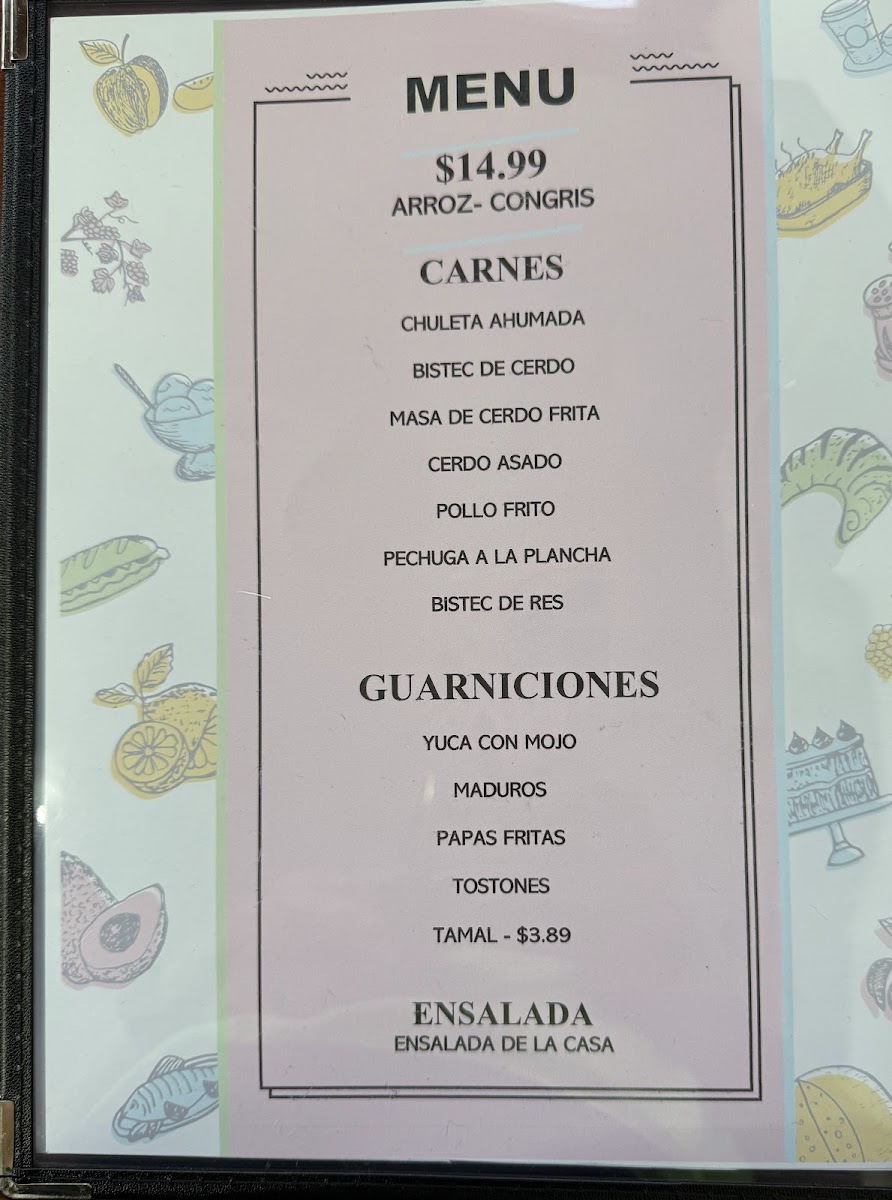 MENU
$14.99
ARROZ- CONGRIS
CARNES
CHULETA AHUMADA
BISTEC DE CERDO
MASA DE CERDO FRITA
CERDO ASADO
POLLO FRITO
PECHUGA A LA PLANCHA
BISTEC DE RES
GUARNICIONES
YUCA CON MOJO
MADUROS
PAPAS FRITAS
TOSTONES
TAMAL - $3.89
ENSALADA
ENSALADA DE LA CASA